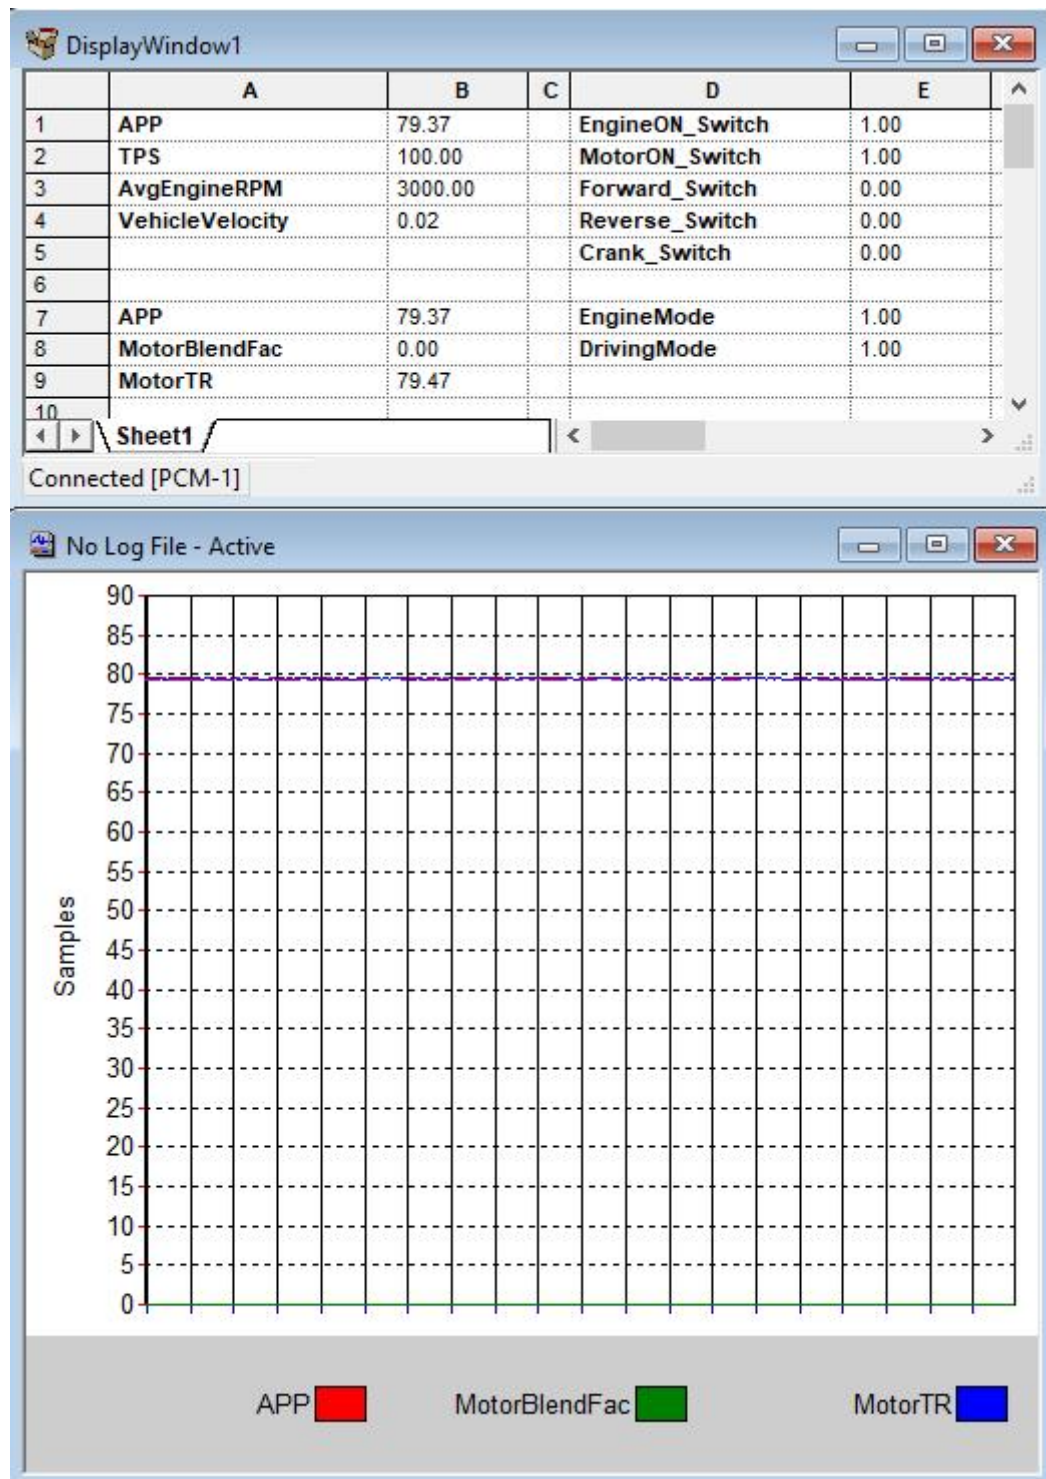 DisplayWindow1
A B C D E
1 APP 79.37 EngineON_Switch 1.00
2 TPS 100.00 MotorON_Switch 1.00
3 AvgEngineRPM 3000.00 Forward_Switch 0.00
4 VehicleVelocity 0.02 Reverse_Switch 0.00
5 Crank_Switch 0.00
6
7 APP 79.37 EngineMode 1.00
8 MotorBlendFac 0.00 DrivingMode 1.00
9 MotorTR 79.47
10
Sheet1
Connected [PCM-1]
No Log File - Active
90
85
80
75
70
65
60
55
50
45
40
35
30
25
20
15
10
5
0
Samples
APP MotorBlendFac MotorTR